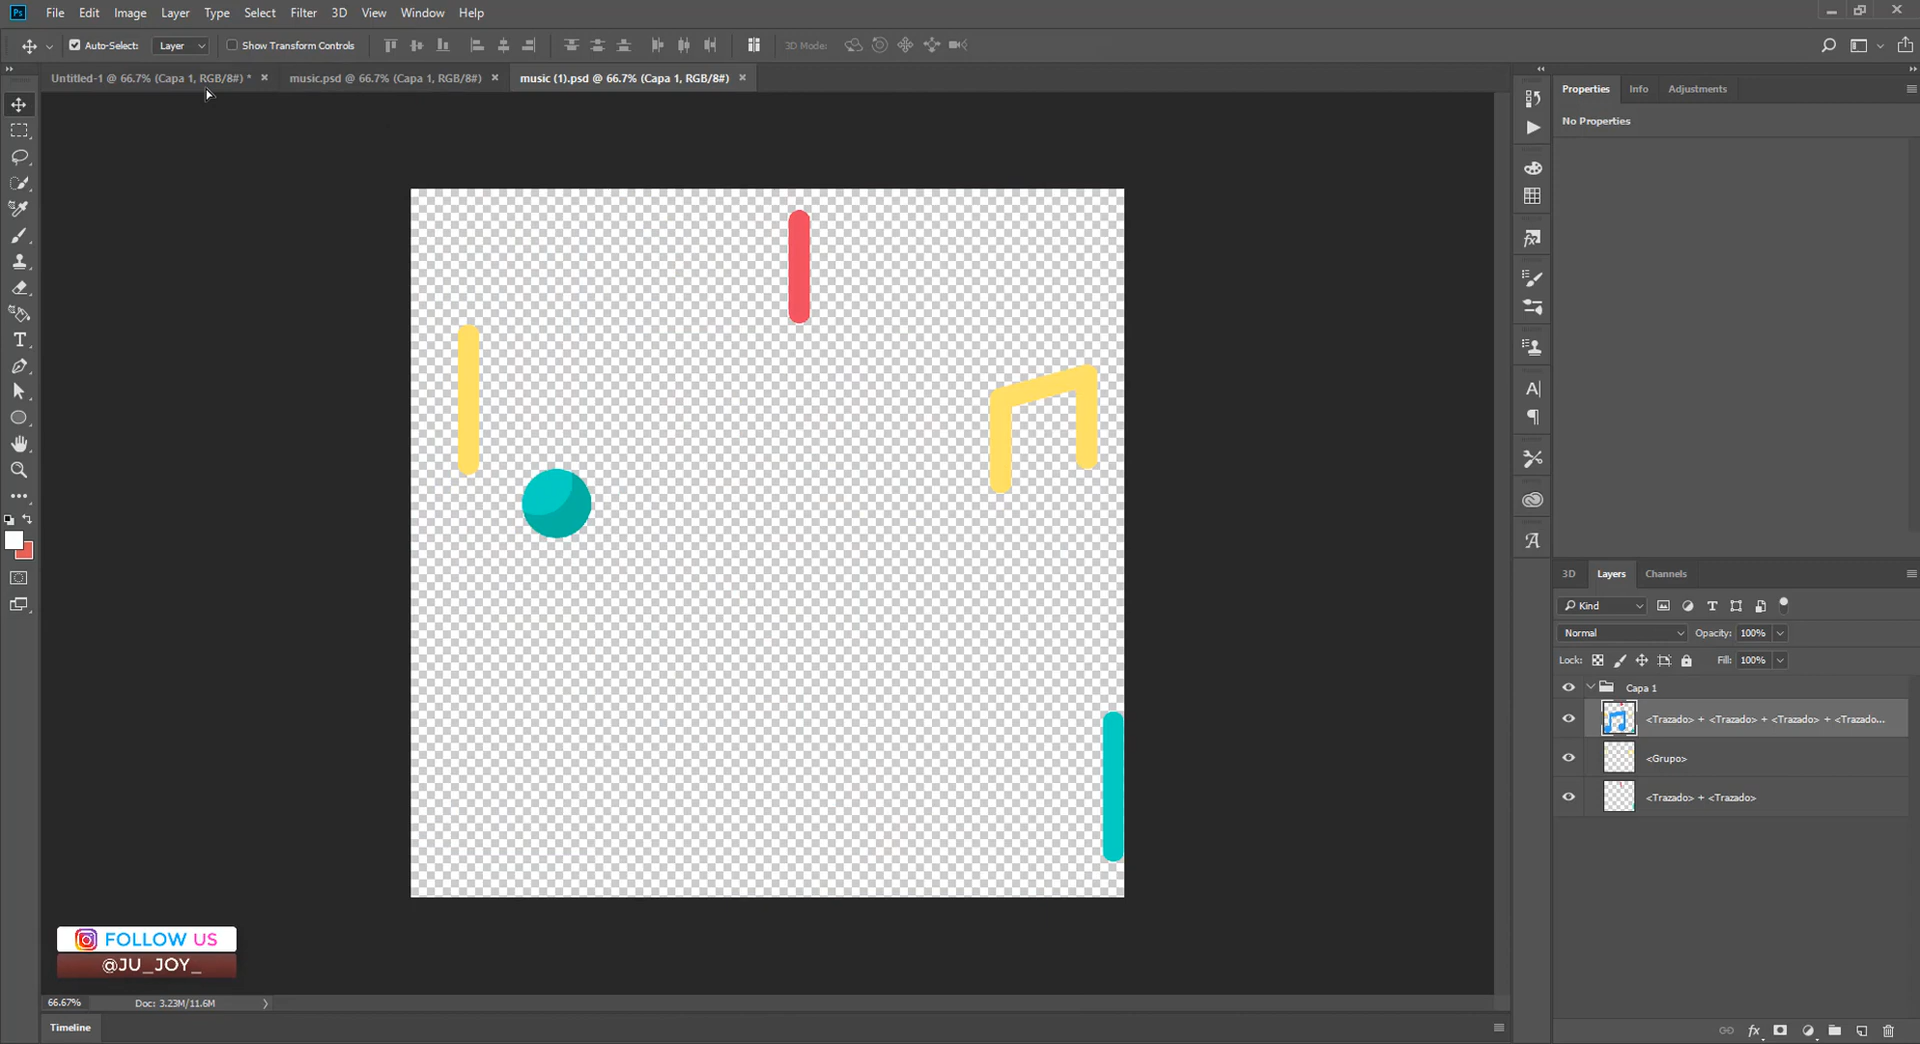 Ps File Edit Image Layer Type Select Filter 3D View Window Help
Auto-Select: Layer Show Transform Controls 3D Mode:
Untitled-1 @ 66.7% (Capa 1, RGB/8#) * × music.psd @ 66.7% (Capa 1, RGB/8#) × music (1).psd @ 66.7% (Capa 1, RGB/8#) ×
Properties Info Adjustments
No Properties
3D Layers Channels
Kind
Normal Opacity: 100%
Lock: Fill: 100%
Capa 1
<Trazado> + <Trazado> + <Trazado> + <Trazado...
<Grupo>
<Trazado> + <Trazado>
FOLLOW US
@JU_JOY_
66.67% Doc: 3.23M/11.6M
Timeline